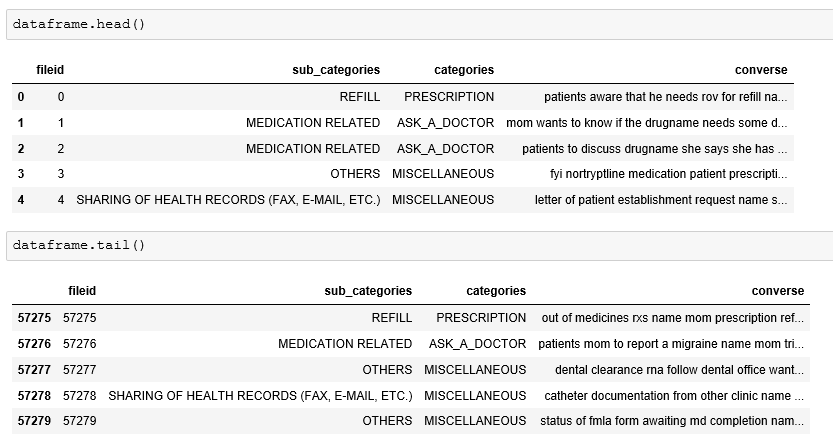 dataframe.head()
fileid sub_categories categories converse
0 0 REFILL PRESCRIPTION patients aware that he needs rov for refill na...
1 1 MEDICATION RELATED ASK_A_DOCTOR mom wants to know if the drugname needs some d...
2 2 MEDICATION RELATED ASK_A_DOCTOR patients to discuss drugname she says she has ...
3 3 OTHERS MISCELLANEOUS fyi nortryptline medication patient prescripti...
4 4 SHARING OF HEALTH RECORDS (FAX, E-MAIL, ETC.) MISCELLANEOUS letter of patient establishment request name s...
dataframe.tail()
fileid sub_categories categories converse
57275 57275 REFILL PRESCRIPTION out of medicines rxs name mom prescription ref...
57276 57276 MEDICATION RELATED ASK_A_DOCTOR patients mom to report a migraine name mom tri...
57277 57277 OTHERS MISCELLANEOUS dental clearance rna follow dental office want...
57278 57278 SHARING OF HEALTH RECORDS (FAX, E-MAIL, ETC.) MISCELLANEOUS catheter documentation from other clinic name ...
57279 57279 OTHERS MISCELLANEOUS status of fmla form awaiting md completion nam...